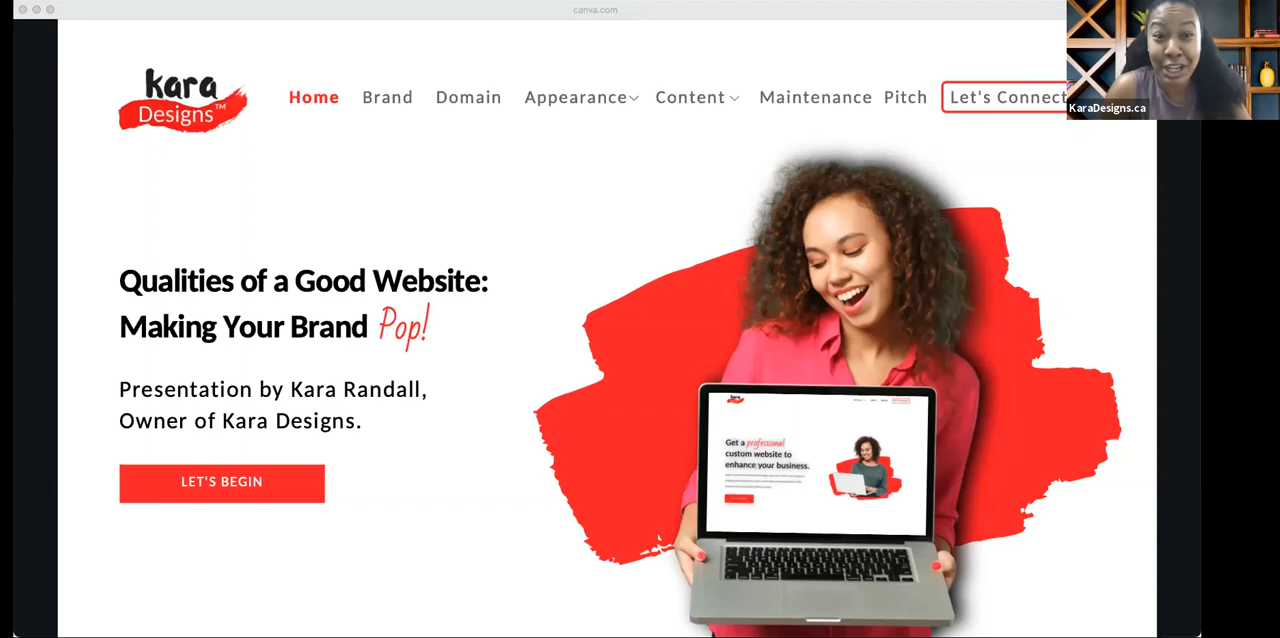 canva.com
kara
Designs™
Home Brand Domain Appearance Content Maintenance Pitch Let's Connect
KaraDesigns.ca
Qualities of a Good Website:
Making Your Brand Pop!
Presentation by Kara Randall,
Owner of Kara Designs.
LET'S BEGIN
kara
Get a professional
custom website to
enhance your business.